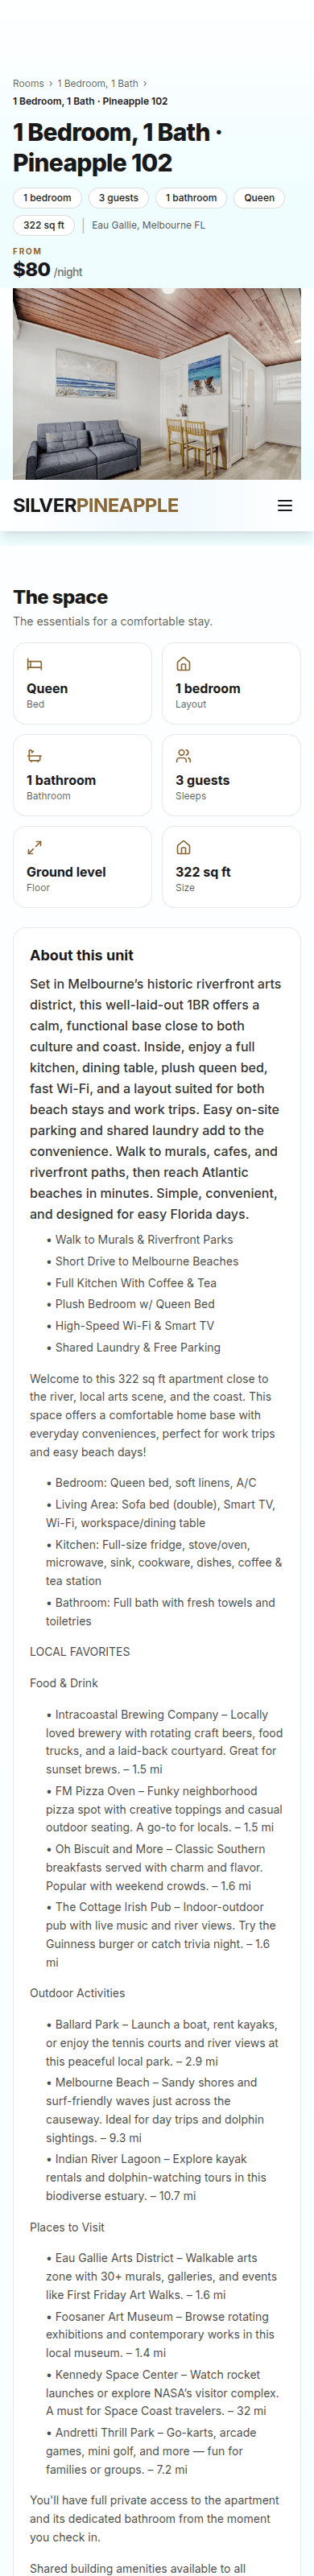 Rooms › 1 Bedroom, 1 Bath ›
1 Bedroom, 1 Bath · Pineapple 102
1 Bedroom, 1 Bath ·
Pineapple 102
1 bedroom 3 guests 1 bathroom Queen
322 sq ft Eau Gallie, Melbourne FL
FROM
$80 /night
SILVERPINEAPPLE
The space
The essentials for a comfortable stay.
Queen
Bed
1 bedroom
Layout
1 bathroom
Bathroom
3 guests
Sleeps
Ground level
Floor
322 sq ft
Size
About this unit
Set in Melbourne’s historic riverfront arts
district, this well-laid-out 1BR offers a
calm, functional base close to both
culture and coast. Inside, enjoy a full
kitchen, dining table, plush queen bed,
fast Wi-Fi, and a layout suited for both
beach stays and work trips. Easy on-site
parking and shared laundry add to the
convenience. Walk to murals, cafes, and
riverfront paths, then reach Atlantic
beaches in minutes. Simple, convenient,
and designed for easy Florida days.
• Walk to Murals & Riverfront Parks
• Short Drive to Melbourne Beaches
• Full Kitchen With Coffee & Tea
• Plush Bedroom w/ Queen Bed
• High-Speed Wi-Fi & Smart TV
• Shared Laundry & Free Parking
Welcome to this 322 sq ft apartment close to
the river, local arts scene, and the coast. This
space offers a comfortable home base with
everyday conveniences, perfect for work trips
and easy beach days!
• Bedroom: Queen bed, soft linens, A/C
• Living Area: Sofa bed (double), Smart TV,
Wi-Fi, workspace/dining table
• Kitchen: Full-size fridge, stove/oven,
microwave, sink, cookware, dishes, coffee &
tea station
• Bathroom: Full bath with fresh towels and
toiletries
LOCAL FAVORITES
Food & Drink
• Intracoastal Brewing Company – Locally
loved brewery with rotating craft beers, food
trucks, and a laid-back courtyard. Great for
sunset brews. – 1.5 mi
• FM Pizza Oven – Funky neighborhood
pizza spot with creative toppings and casual
outdoor seating. A go-to for locals. – 1.5 mi
• Oh Biscuit and More – Classic Southern
breakfasts served with charm and flavor.
Popular with weekend crowds. – 1.6 mi
• The Cottage Irish Pub – Indoor-outdoor
pub with live music and river views. Try the
Guinness burger or catch trivia night. – 1.6
mi
Outdoor Activities
• Ballard Park – Launch a boat, rent kayaks,
or enjoy the tennis courts and river views at
this peaceful local park. – 2.9 mi
• Melbourne Beach – Sandy shores and
surf-friendly waves just across the
causeway. Ideal for day trips and dolphin
sightings. – 9.3 mi
• Indian River Lagoon – Explore kayak
rentals and dolphin-watching tours in this
biodiverse estuary. – 10.7 mi
Places to Visit
• Eau Gallie Arts District – Walkable arts
zone with 30+ murals, galleries, and events
like First Friday Art Walks. – 1.6 mi
• Foosaner Art Museum – Browse rotating
exhibitions and contemporary works in this
local museum. – 1.4 mi
• Kennedy Space Center – Watch rocket
launches or explore NASA’s visitor complex.
A must for Space Coast travelers. – 32 mi
• Andretti Thrill Park – Go-karts, arcade
games, mini golf, and more — fun for
families or groups. – 7.2 mi
You'll have full private access to the apartment
and its dedicated bathroom from the moment
you check in.
Shared building amenities available to all